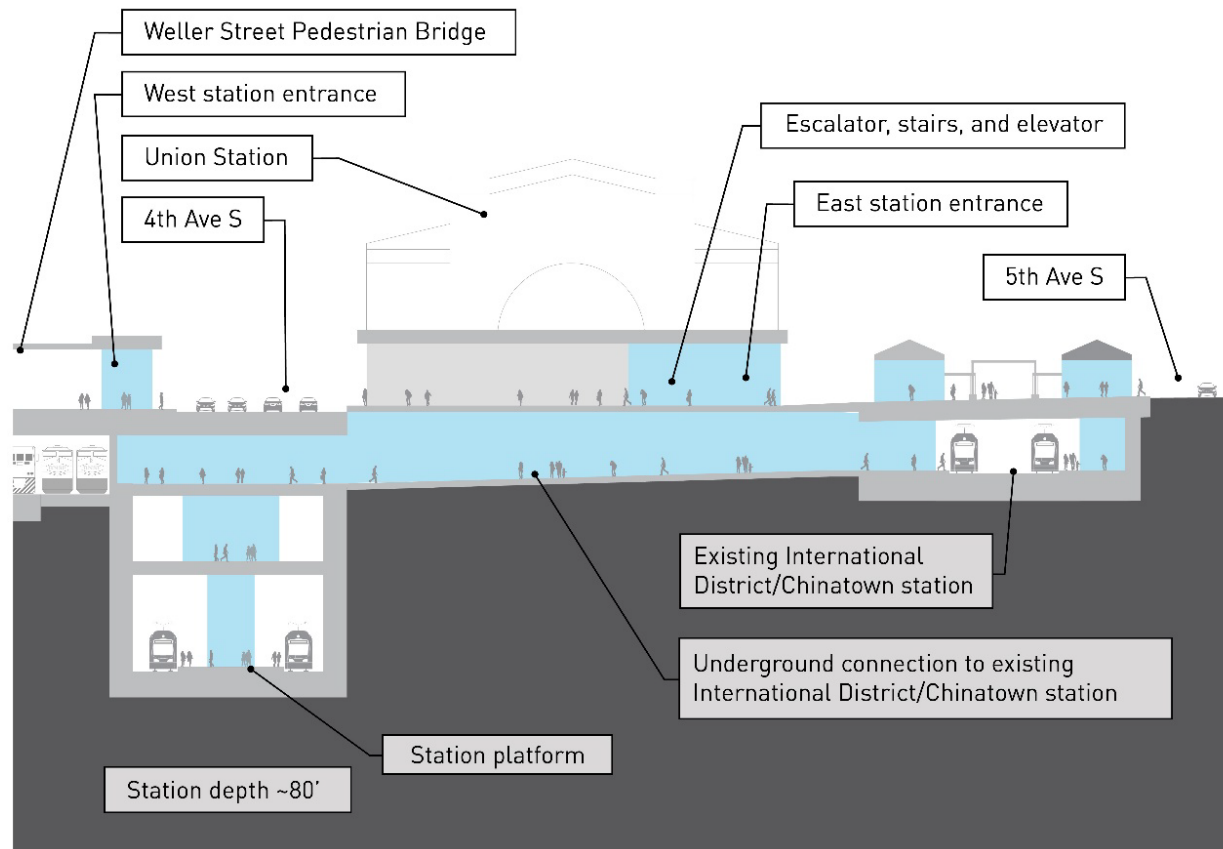 Weller Street Pedestrian Bridge
West station entrance
Union Station
4th Ave S
Escalator, stairs, and elevator
East station entrance
5th Ave S
Existing International
District/Chinatown station
Underground connection to existing
International District/Chinatown station
Station platform
Station depth ~80’